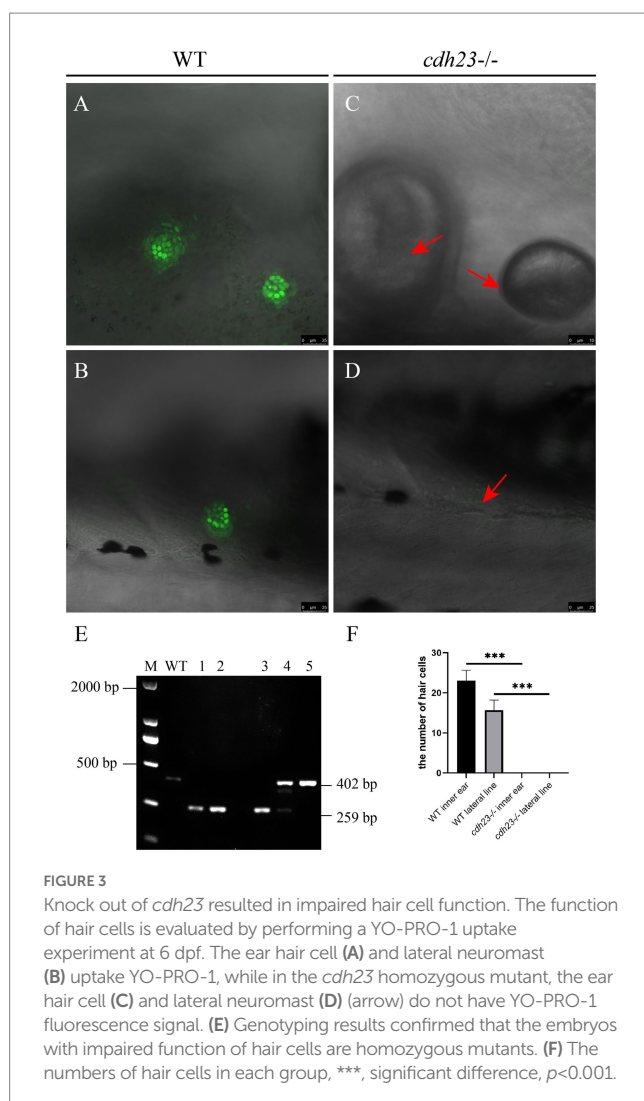 WT cdh23-/-
A
C
B
D
E
F
M WT 1 2 3 4 5
2000 bp
500 bp
402 bp
259 bp
the number of hair cells
30
20
10
0
***
***
WT inner ear
WT lateral line
cdh23-/- inner ear
cdh23-/- lateral line
FIGURE 3
Knock out of cdh23 resulted in impaired hair cell function. The function
of hair cells is evaluated by performing a YO-PRO-1 uptake
experiment at 6 dpf. The ear hair cell (A) and lateral neuromast
(B) uptake YO-PRO-1, while in the cdh23 homozygous mutant, the ear
hair cell (C) and lateral neuromast (D) (arrow) do not have YO-PRO-1
fluorescence signal. (E) Genotyping results confirmed that the embryos
with impaired function of hair cells are homozygous mutants. (F) The
numbers of hair cells in each group, ***, significant difference, p<0.001.